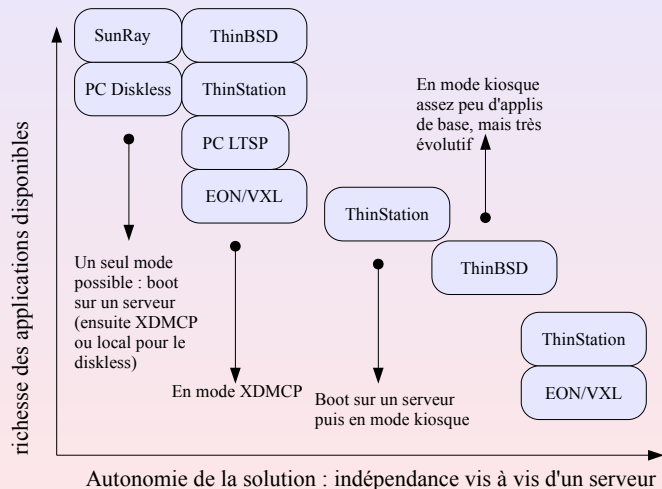 SunRay
ThinBSD
PC Diskless
ThinStation
PC LTSP
EON/VXL
En mode kiosque
assez peu d'applis
de base, mais très
évolutif
ThinStation
ThinBSD
Un seul mode
possible : boot
sur un serveur
(ensuite XDMCP
ou local pour le
diskless)
En mode XDMCP
Boot sur un serveur
puis en mode kiosque
ThinStation
EON/VXL
richesse des applications disponibles
Autonomie de la solution : indépendance vis à vis d'un serveur